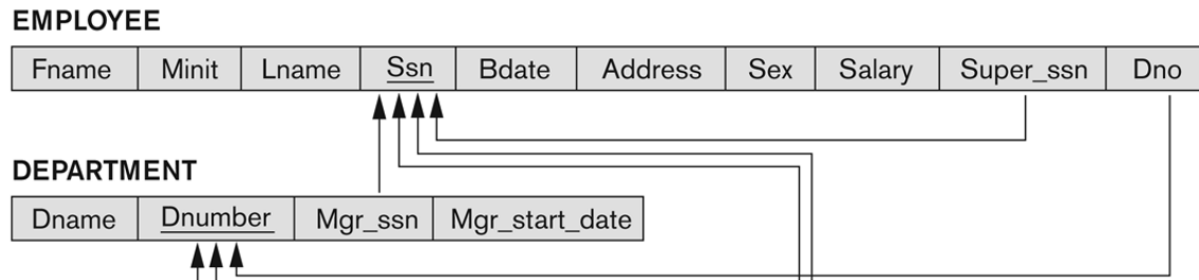 EMPLOYEE
Fname Minit Lname Ssn Bdate Address Sex Salary Super_ssn Dno
DEPARTMENT
Dname Dnumber Mgr_ssn Mgr_start_date